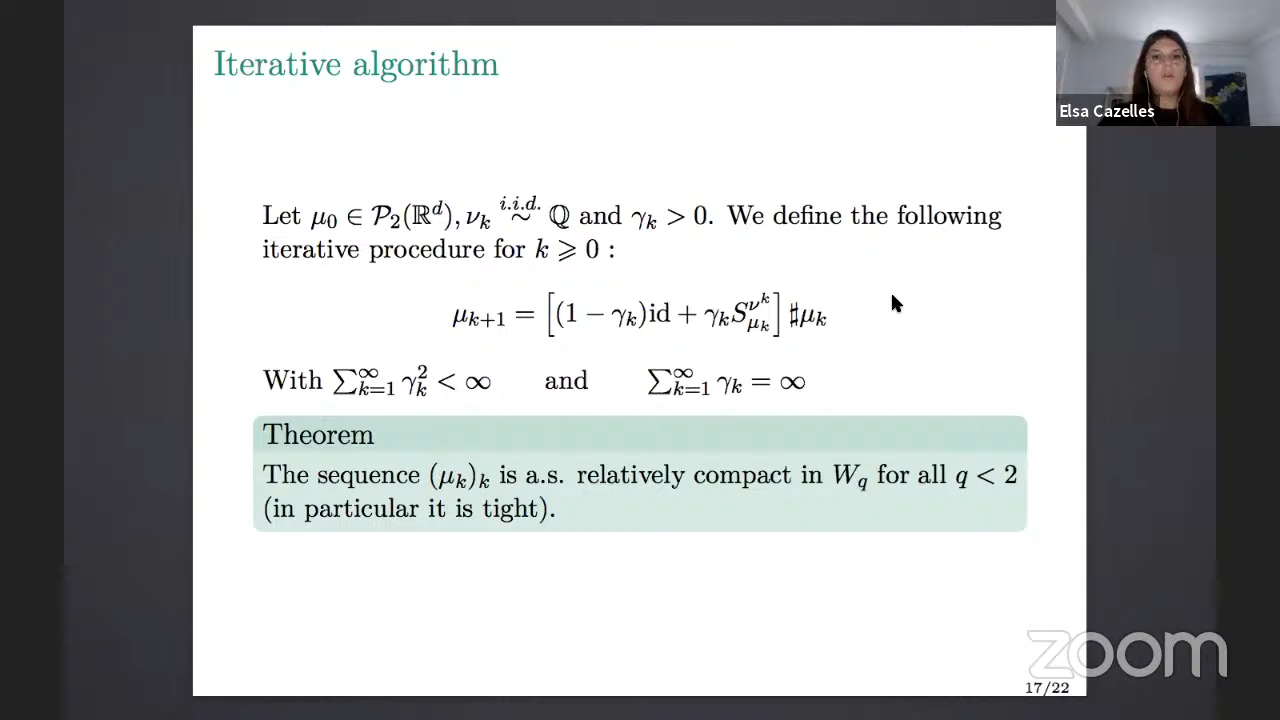 Iterative algorithm
Elsa Cazelles
Let μ₀ ∈ 𝒫₂(ℝᵈ), νₖ i.i.d. ∼ ℚ and γₖ > 0. We define the following
iterative procedure for k ⩾ 0 :
μₖ₊₁ = [(1 − γₖ)id + γₖS_{μₖ}^{νᵏ}] ♯μₖ
With ∑_{k=1}^{∞} γₖ² < ∞ and ∑_{k=1}^{∞} γₖ = ∞
Theorem
The sequence (μₖ)ₖ is a.s. relatively compact in W_q for all q < 2
(in particular it is tight).
zoom
17/22